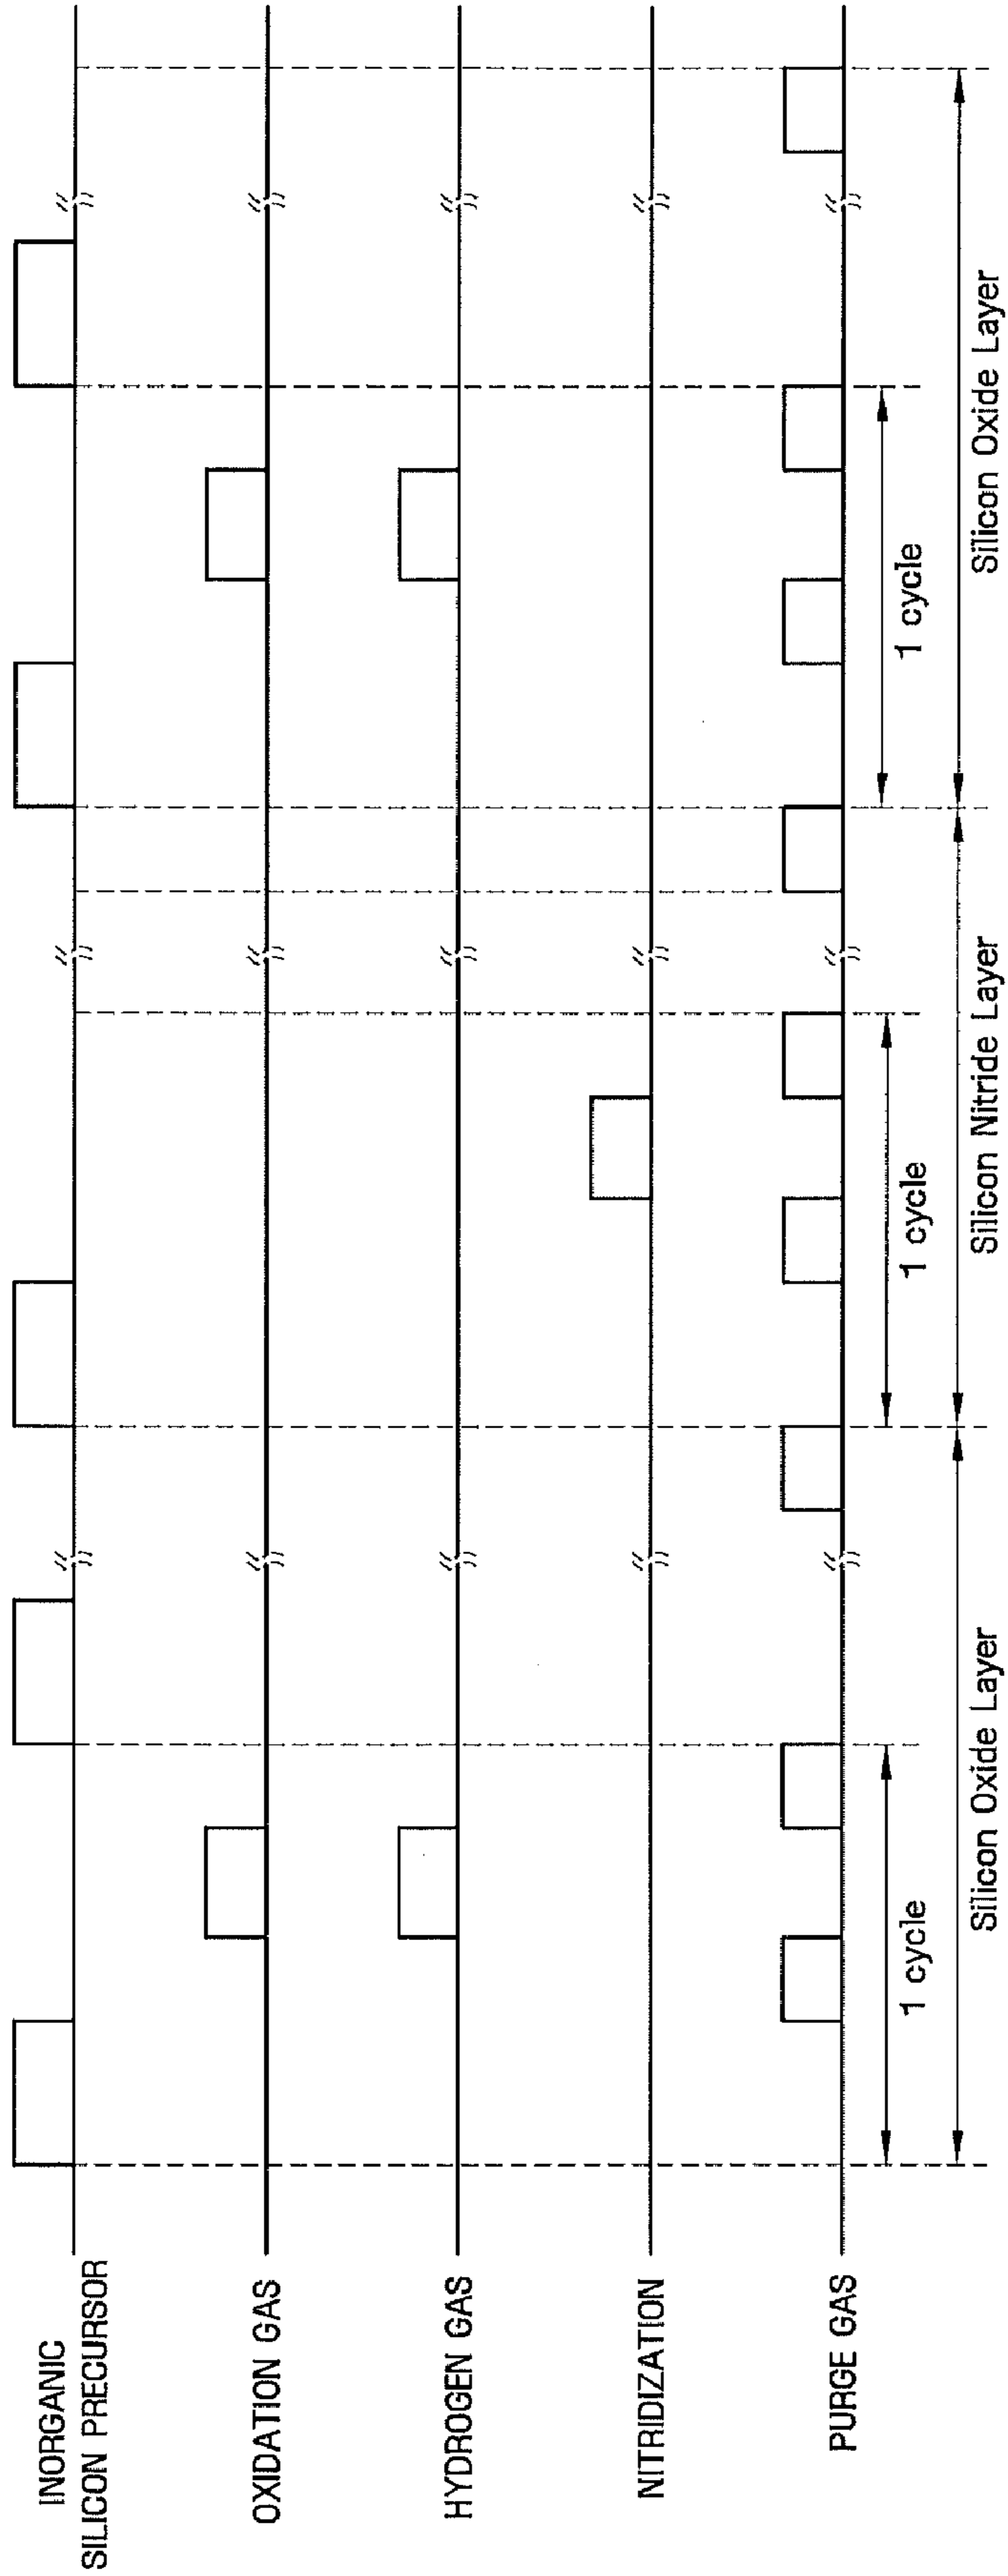 INORGANIC
SILICON PRECURSOR
OXIDATION GAS
HYDROGEN GAS
NITRIDIZATION
PURGE GAS
1 cycle
1 cycle
1 cycle
Silicon Oxide Layer
Silicon Nitride Layer
Silicon Oxide Layer